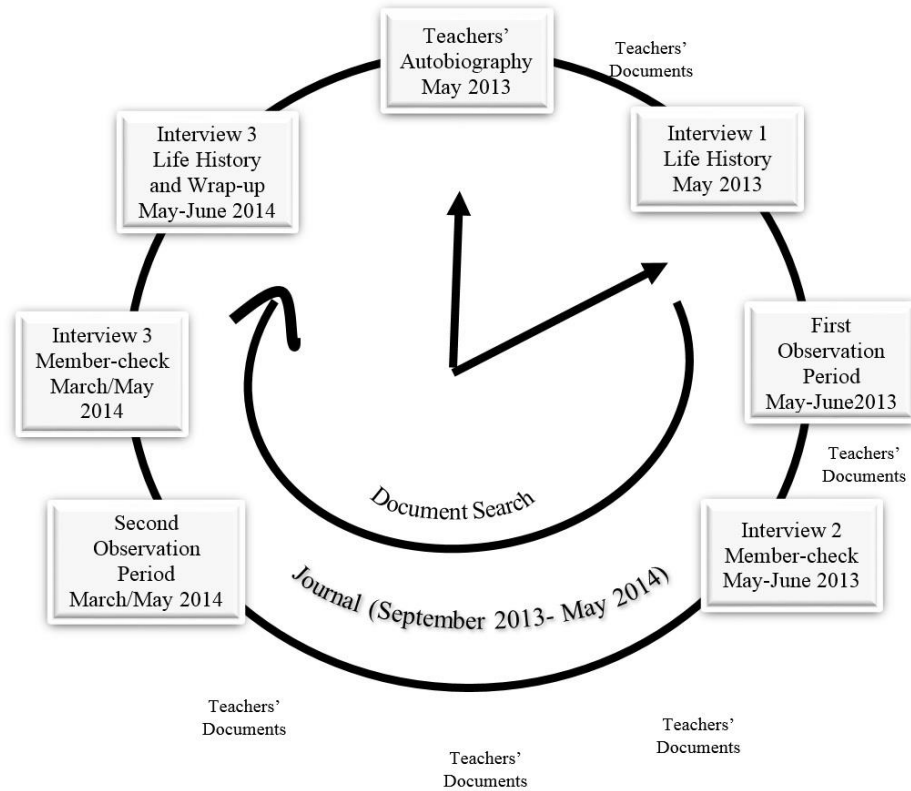 Teachers’
Autobiography
May 2013
Teachers’
Documents
Interview 1
Life History
May 2013
First
Observation
Period
May-June2013
Teachers’
Documents
Interview 2
Member-check
May-June 2013
Teachers’
Documents
Teachers’
Documents
Teachers’
Documents
Second
Observation
Period
March/May 2014
Interview 3
Member-check
March/May
2014
Interview 3
Life History
and Wrap-up
May-June 2014
Document Search
Journal (September 2013- May 2014)